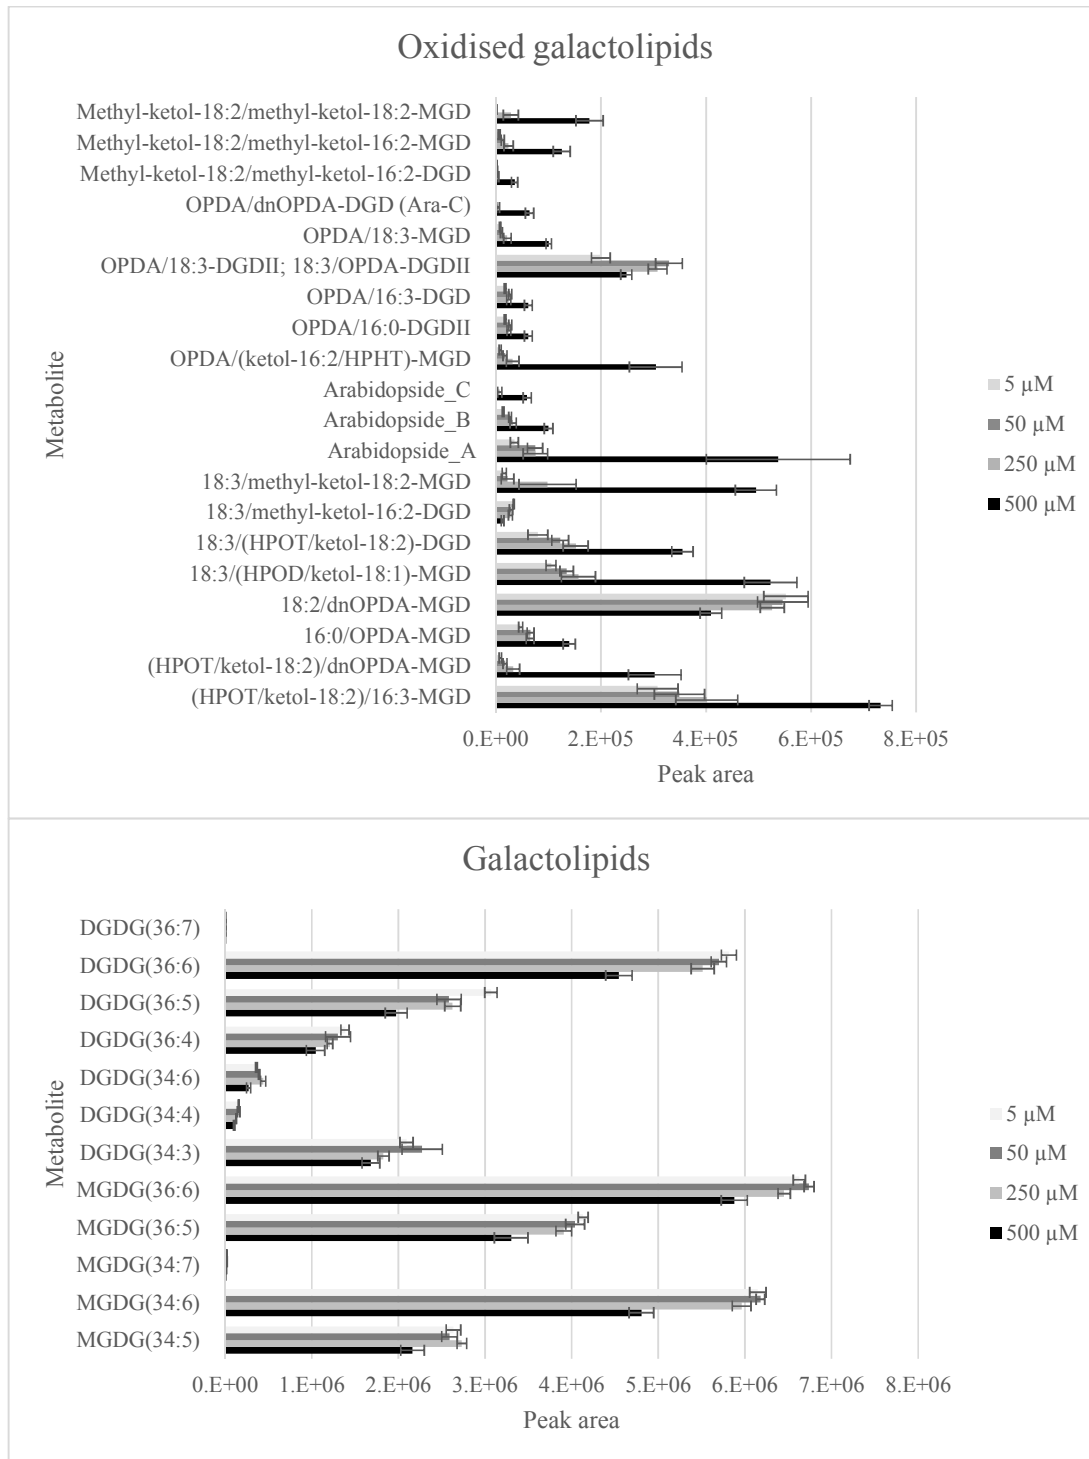 Oxidised galactolipids
Metabolite
Methyl-ketol-18:2/methyl-ketol-18:2-MGD
Methyl-ketol-18:2/methyl-ketol-16:2-MGD
Methyl-ketol-18:2/methyl-ketol-16:2-DGD
OPDA/dnOPDA-DGD (Ara-C)
OPDA/18:3-MGD
OPDA/18:3-DGDII; 18:3/OPDA-DGDII
OPDA/16:3-DGD
OPDA/16:0-DGDII
OPDA/(ketol-16:2/HPHT)-MGD
Arabidopside_C
Arabidopside_B
Arabidopside_A
18:3/methyl-ketol-18:2-MGD
18:3/methyl-ketol-16:2-DGD
18:3/(HPOT/ketol-18:2)-DGD
18:3/(HPOD/ketol-18:1)-MGD
18:2/dnOPDA-MGD
16:0/OPDA-MGD
(HPOT/ketol-18:2)/dnOPDA-MGD
(HPOT/ketol-18:2)/16:3-MGD
0.E+00 2.E+05 4.E+05 6.E+05 8.E+05
Peak area
5 µM
50 µM
250 µM
500 µM
Galactolipids
Metabolite
DGDG(36:7)
DGDG(36:6)
DGDG(36:5)
DGDG(36:4)
DGDG(34:6)
DGDG(34:4)
DGDG(34:3)
MGDG(36:6)
MGDG(36:5)
MGDG(34:7)
MGDG(34:6)
MGDG(34:5)
0.E+00 1.E+06 2.E+06 3.E+06 4.E+06 5.E+06 6.E+06 7.E+06 8.E+06
Peak area
5 µM
50 µM
250 µM
500 µM